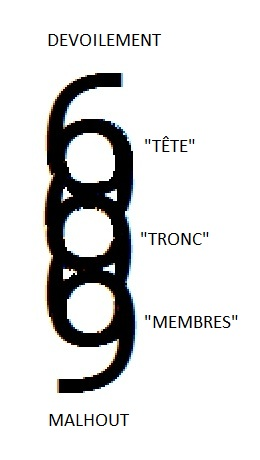 DEVOILEMENT
"TÊTE"
"TRONC"
"MEMBRES"
MALHOUT